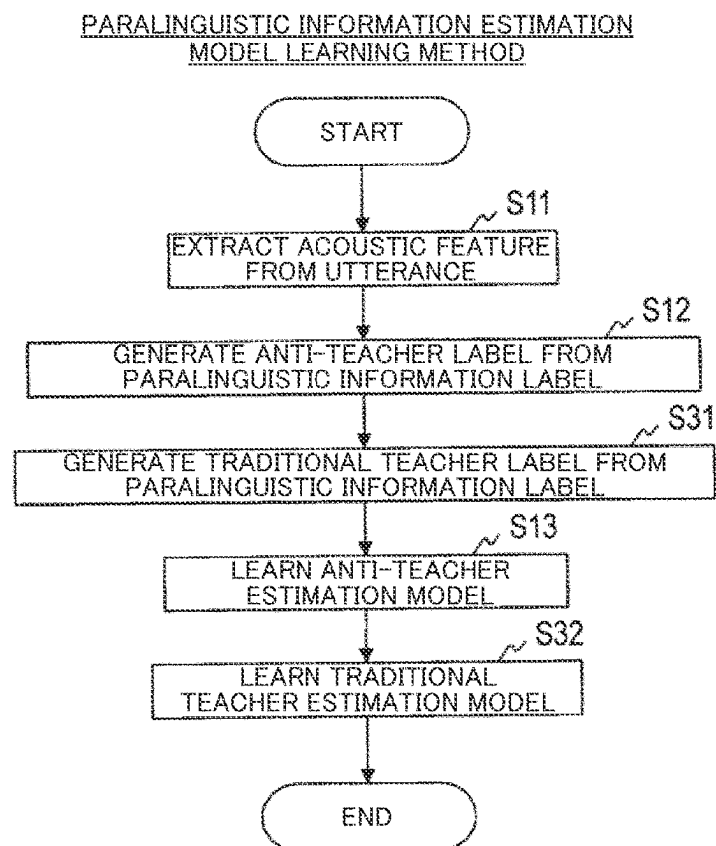 PARALINGUISTIC INFORMATION ESTIMATION
MODEL LEARNING METHOD
START
S11
EXTRACT ACOUSTIC FEATURE
FROM UTTERANCE
S12
GENERATE ANTI-TEACHER LABEL FROM
PARALINGUISTIC INFORMATION LABEL
S31
GENERATE TRADITIONAL TEACHER LABEL FROM
PARALINGUISTIC INFORMATION LABEL
S13
LEARN ANTI-TEACHER
ESTIMATION MODEL
S32
LEARN TRADITIONAL
TEACHER ESTIMATION MODEL
END